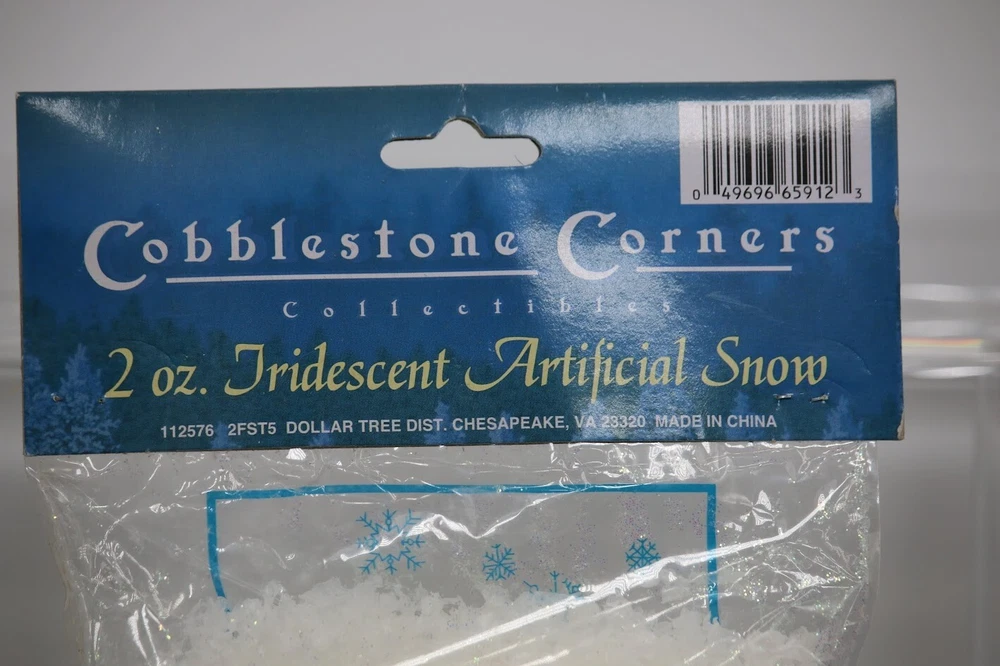 0 49696 65912 3
Cobblestone Corners
Collectibles
2 oz. Iridescent Artificial Snow
112576 2FST5 DOLLAR TREE DIST. CHESAPEAKE, VA 23320 MADE IN CHINA